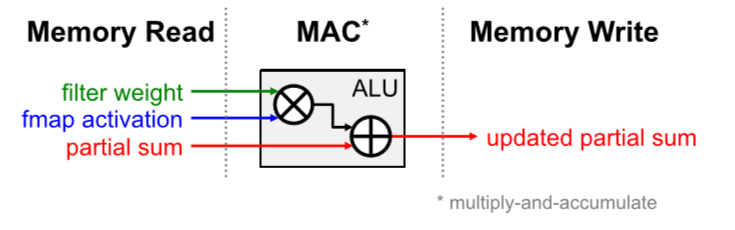 Memory Read
MAC*
Memory Write
filter weight
fmap activation
partial sum
ALU
updated partial sum
* multiply-and-accumulate